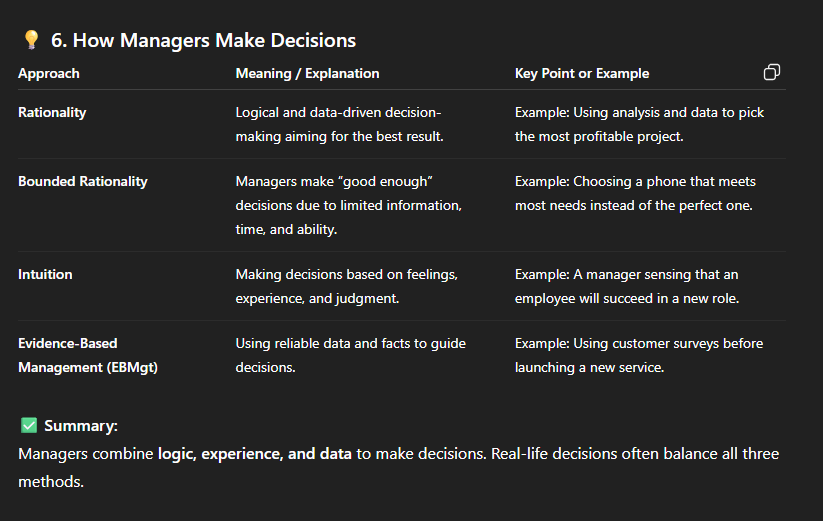 💡 6. How Managers Make Decisions
Approach Meaning / Explanation Key Point or Example
Rationality Logical and data-driven decision- Example: Using analysis and data to pick
making aiming for the best result. the most profitable project.
Bounded Rationality Managers make “good enough” Example: Choosing a phone that meets
decisions due to limited information, most needs instead of the perfect one.
time, and ability.
Intuition Making decisions based on feelings, Example: A manager sensing that an
experience, and judgment. employee will succeed in a new role.
Evidence-Based Using reliable data and facts to guide Example: Using customer surveys before
Management (EBMgt) decisions. launching a new service.
✅ Summary:
Managers combine logic, experience, and data to make decisions. Real-life decisions often balance all three
methods.